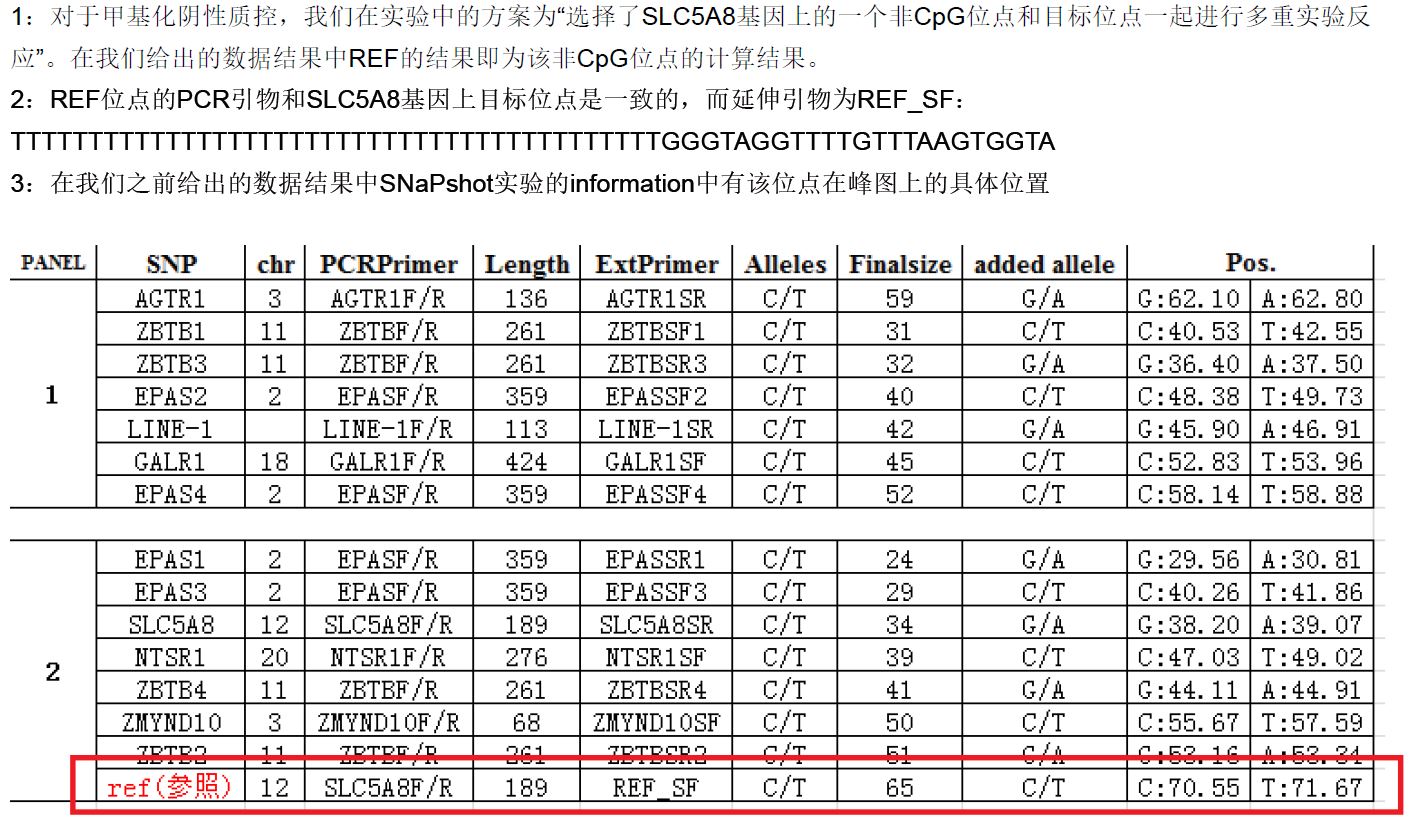 1：对于甲基化阴性质控，我们在实验中的方案为“选择了SLC5A8基因上的一个非CpG位点和目标位点一起进行多重实验反
应”。在我们给出的数据结果中REF的结果即为该非CpG位点的计算结果。
2：REF位点的PCR引物和SLC5A8基因上目标位点是一致的，而延伸引物为REF_SF：
TTTTTTTTTTTTTTTTTTTTTTTTTTTTTTTTTTTTTTTTTTGGGTAGGTTTTGTTTAAGTGGTA
3：在我们之前给出的数据结果中SNaPshot实验的information中有该位点在峰图上的具体位置
PANEL SNP chr PCRPrimer Length ExtPrimer Alleles Finalsize added allele Pos.
AGTR1 3 AGTR1F/R 136 AGTR1SR C/T 59 G/A G:62.10 A:62.80
ZBTB1 11 ZBTBF/R 261 ZBTBSF1 C/T 31 C/T C:40.53 T:42.55
ZBTB3 11 ZBTBF/R 261 ZBTBSR3 C/T 32 G/A G:36.40 A:37.50
1 EPAS2 2 EPASF/R 359 EPASSF2 C/T 40 C/T C:48.38 T:49.73
LINE-1 LINE-1F/R 113 LINE-1SR C/T 42 G/A G:45.90 A:46.91
GALR1 18 GALR1F/R 424 GALR1SF C/T 45 C/T C:52.83 T:53.96
EPAS4 2 EPASF/R 359 EPASSF4 C/T 52 C/T C:58.14 T:58.88
EPAS1 2 EPASF/R 359 EPASSR1 C/T 24 G/A G:29.56 A:30.81
EPAS3 2 EPASF/R 359 EPASSF3 C/T 29 C/T C:40.26 T:41.86
SLC5A8 12 SLC5A8F/R 189 SLC5A8SR C/T 34 G/A G:38.20 A:39.07
2 NTSR1 20 NTSR1F/R 276 NTSR1SF C/T 39 C/T C:47.03 T:49.02
ZBTB4 11 ZBTBF/R 261 ZBTBSR4 C/T 41 G/A G:44.11 A:44.91
ZMYND10 3 ZMYND10F/R 68 ZMYND10SF C/T 50 C/T C:55.67 T:57.59
ZBTB2 11 ZBTBF/R 261 ZBTBSR2 C/T 51 G/A G:53.16 A:53.34
ref(参照) 12 SLC5A8F/R 189 REF_SF C/T 65 C/T C:70.55 T:71.67